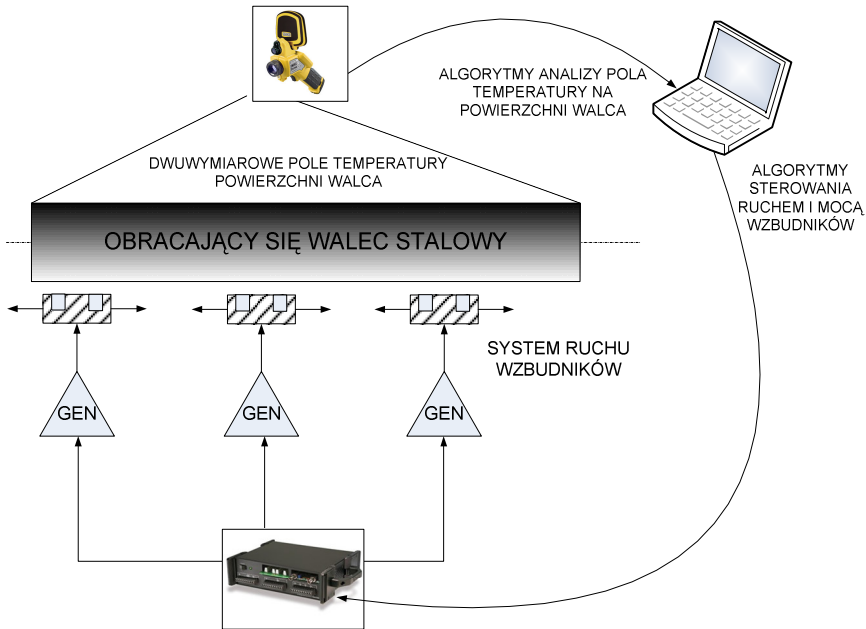 ALGORYTMY ANALIZY POLA
TEMPERATURY NA
POWIERZCHNI WALCA
DWUWYMIAROWE POLE TEMPERATURY
POWIERZCHNI WALCA
ALGORYTMY
STEROWANIA
RUCHEM I MOCĄ
WZBUDNIKÓW
OBRACAJĄCY SIĘ WALEC STALOWY
SYSTEM RUCHU
WZBUDNIKÓW
GEN
GEN
GEN